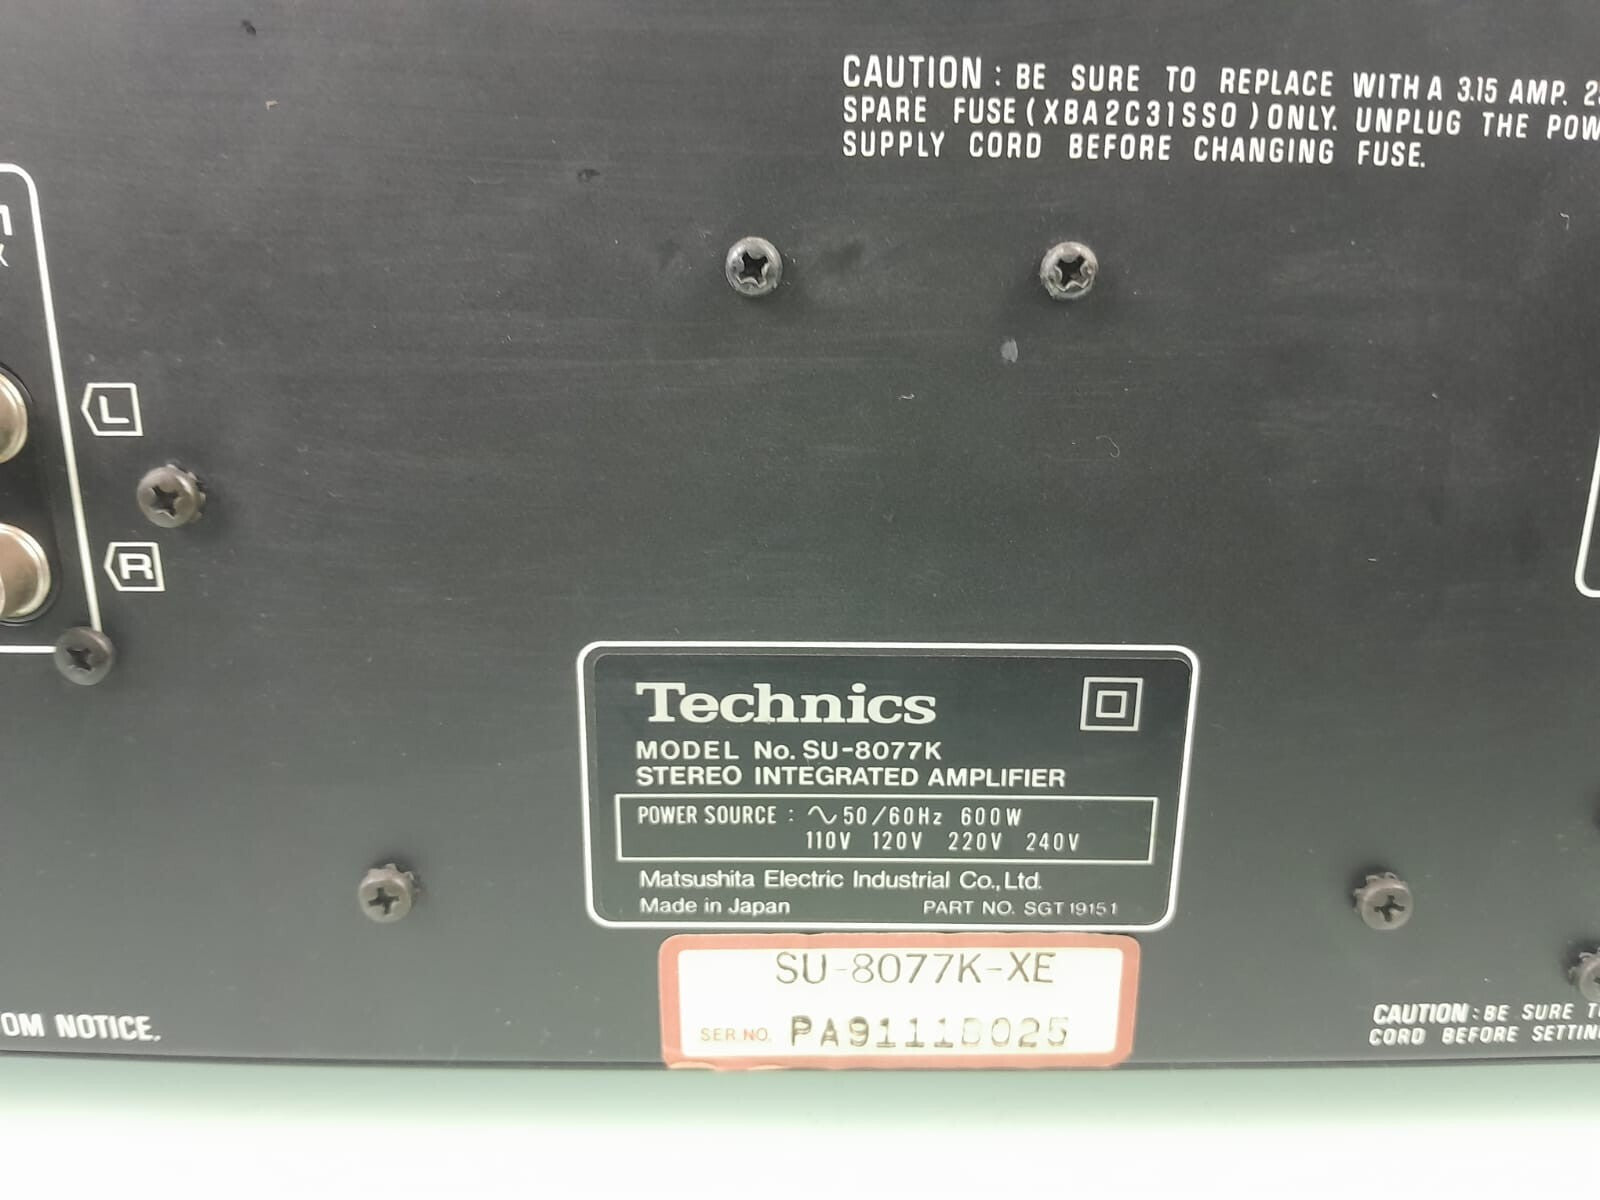 CAUTION : BE SURE TO REPLACE WITH A 3.15 AMP.
SPARE FUSE (XBA2C31SS0) ONLY. UNPLUG THE
SUPPLY CORD BEFORE CHANGING FUSE.
L
R
Technics
MODEL No. SU-8077K
STEREO INTEGRATED AMPLIFIER
POWER SOURCE : ∿ 50/60Hz 600W
110V 120V 220V 240V
Matsushita Electric Industrial Co., Ltd.
Made in Japan PART NO. SGT19151
SU-8077K-XE
SER.NO. PA9111B025
NOTICE.
CAUTION : BE SURE
CORD BEFORE